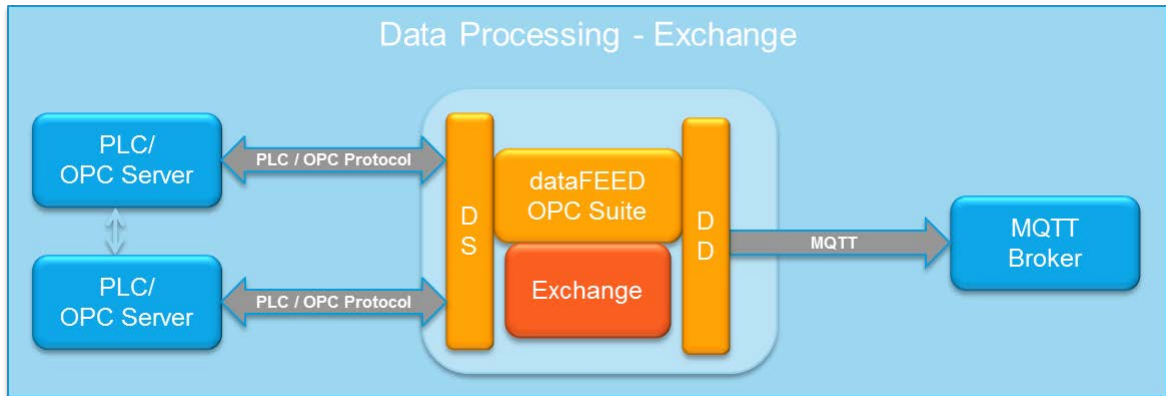 Data Processing - Exchange
PLC/
OPC Server
PLC / OPC Protocol
D
S
dataFEED
OPC Suite
D
D
MQTT
MQTT
Broker
PLC/
OPC Server
PLC / OPC Protocol
Exchange